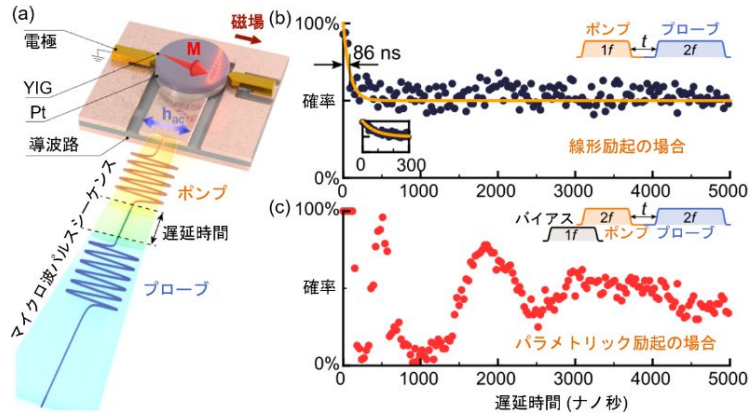 (a)
磁場
電極
M
YIG
Pt
h_ac
導波路
ポンプ
マイクロ波パルスシーケンス
遅延時間
プローブ
(b)
100%
86 ns
ポンプ
プローブ
t
1f
2f
確率
0
300
線形励起の場合
0%
0
1000
2000
3000
4000
5000
(c)
100%
バイアス
2f
t
2f
1f
ポンプ
プローブ
確率
パラメトリック励起の場合
0%
0
1000
2000
3000
4000
5000
遅延時間 (ナノ秒)